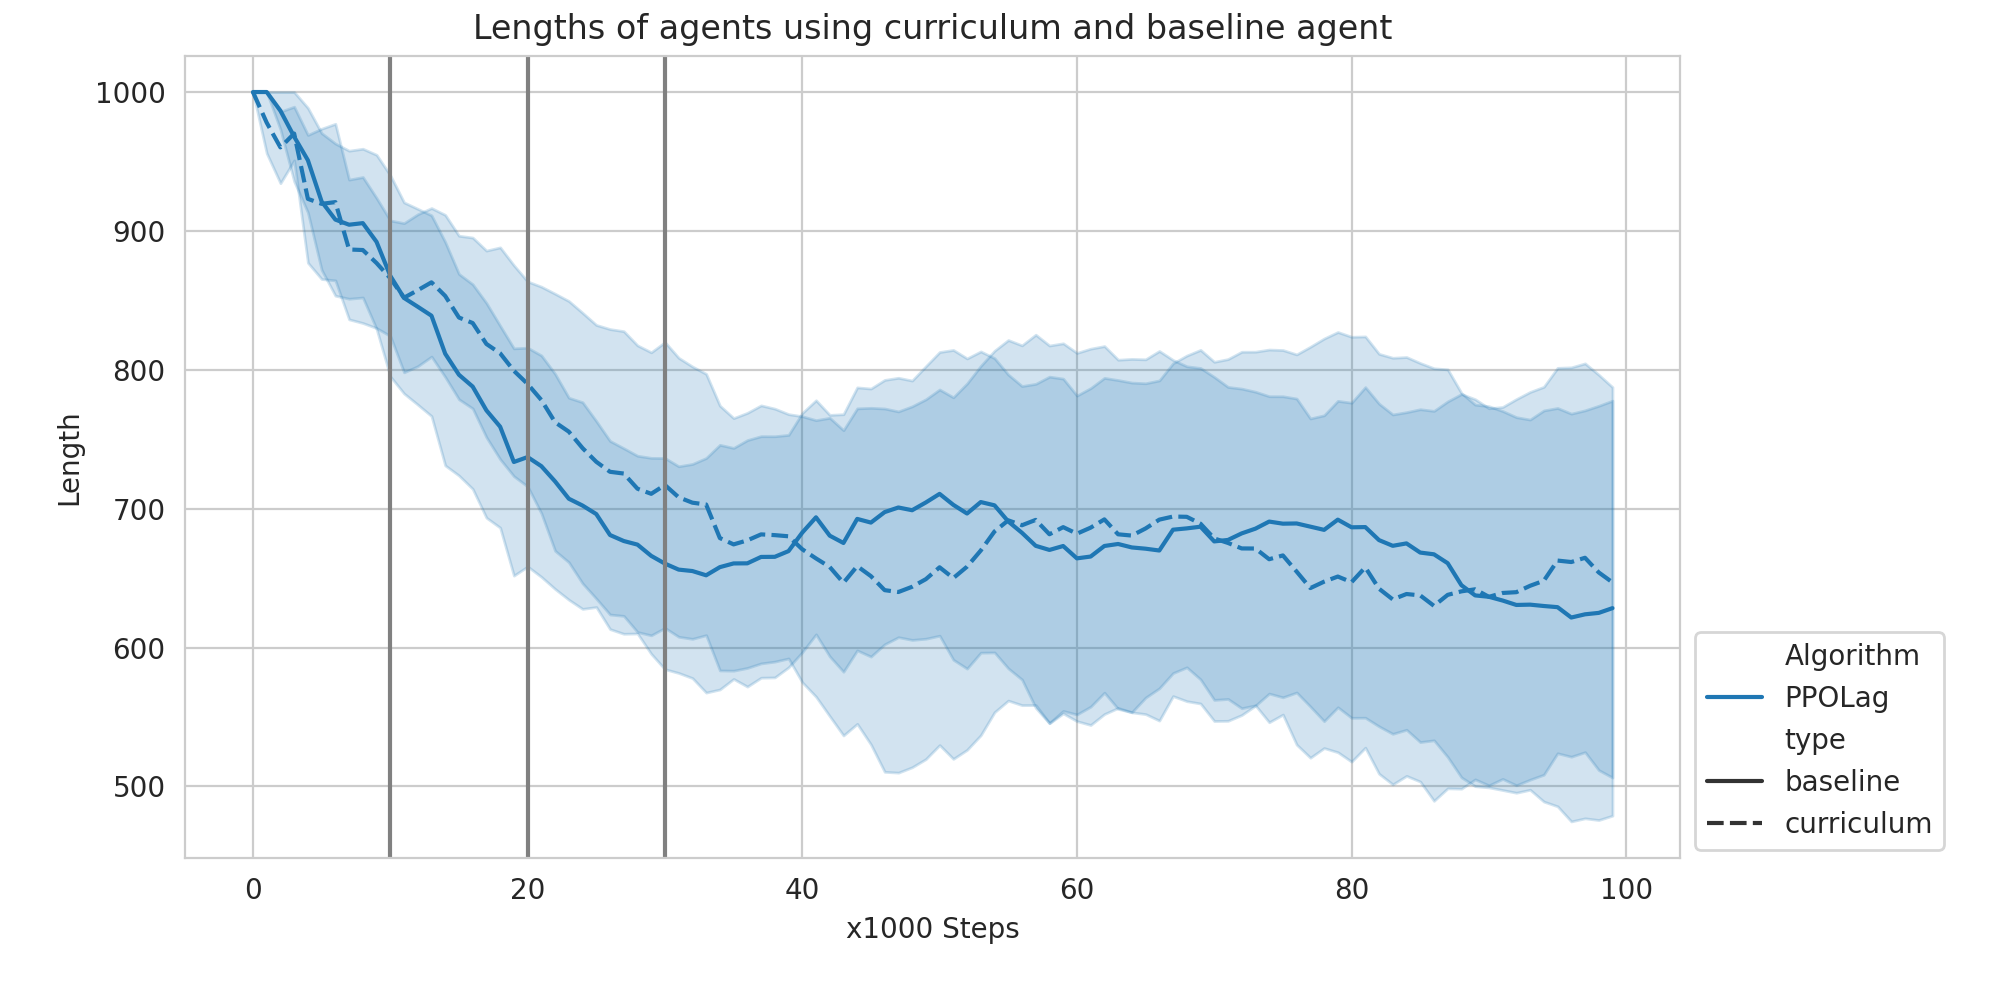 Lengths of agents using curriculum and baseline agent
1000
900
800
700
600
500
Length
0 20 40 60 80 100
x1000 Steps
Algorithm
PPOLag
type
baseline
curriculum